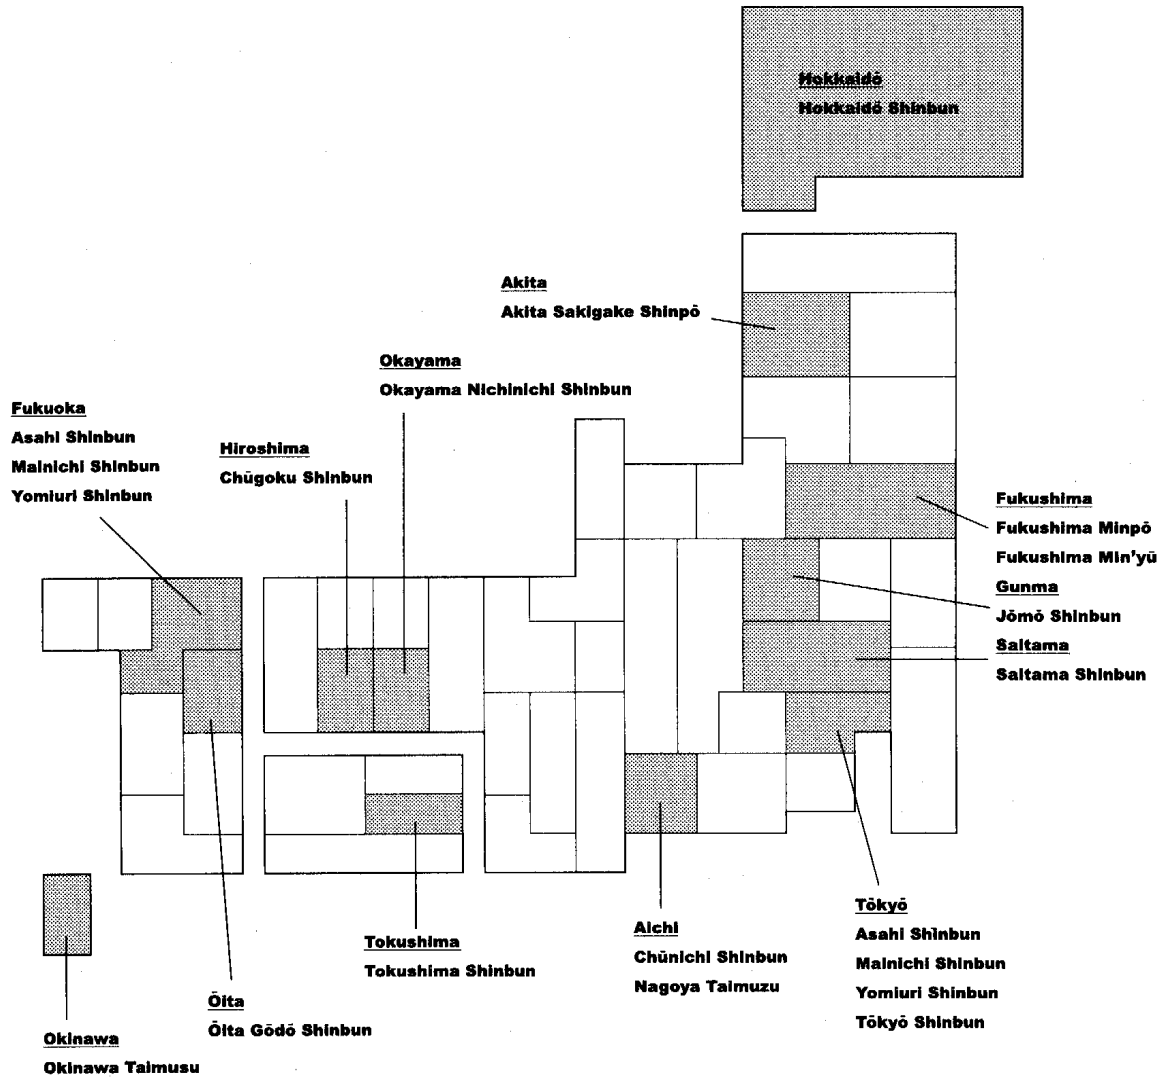 Hokkaidō
Hokkaidō Shinbun
Akita
Akita Sakigake Shinpō
Okayama
Okayama Nichinichi Shinbun
Fukuoka
Asahi Shinbun
Mainichi Shinbun
Yomiuri Shinbun
Hiroshima
Chūgoku Shinbun
Fukushima
Fukushima Minpō
Fukushima Min'yū
Gunma
Jōmō Shinbun
Saitama
Saitama Shinbun
Tōkyō
Asahi Shinbun
Mainichi Shinbun
Yomiuri Shinbun
Tōkyō Shinbun
Aichi
Chūnichi Shinbun
Nagoya Taimuzu
Tokushima
Tokushima Shinbun
Ōita
Ōita Gōdō Shinbun
Okinawa
Okinawa Taimusu